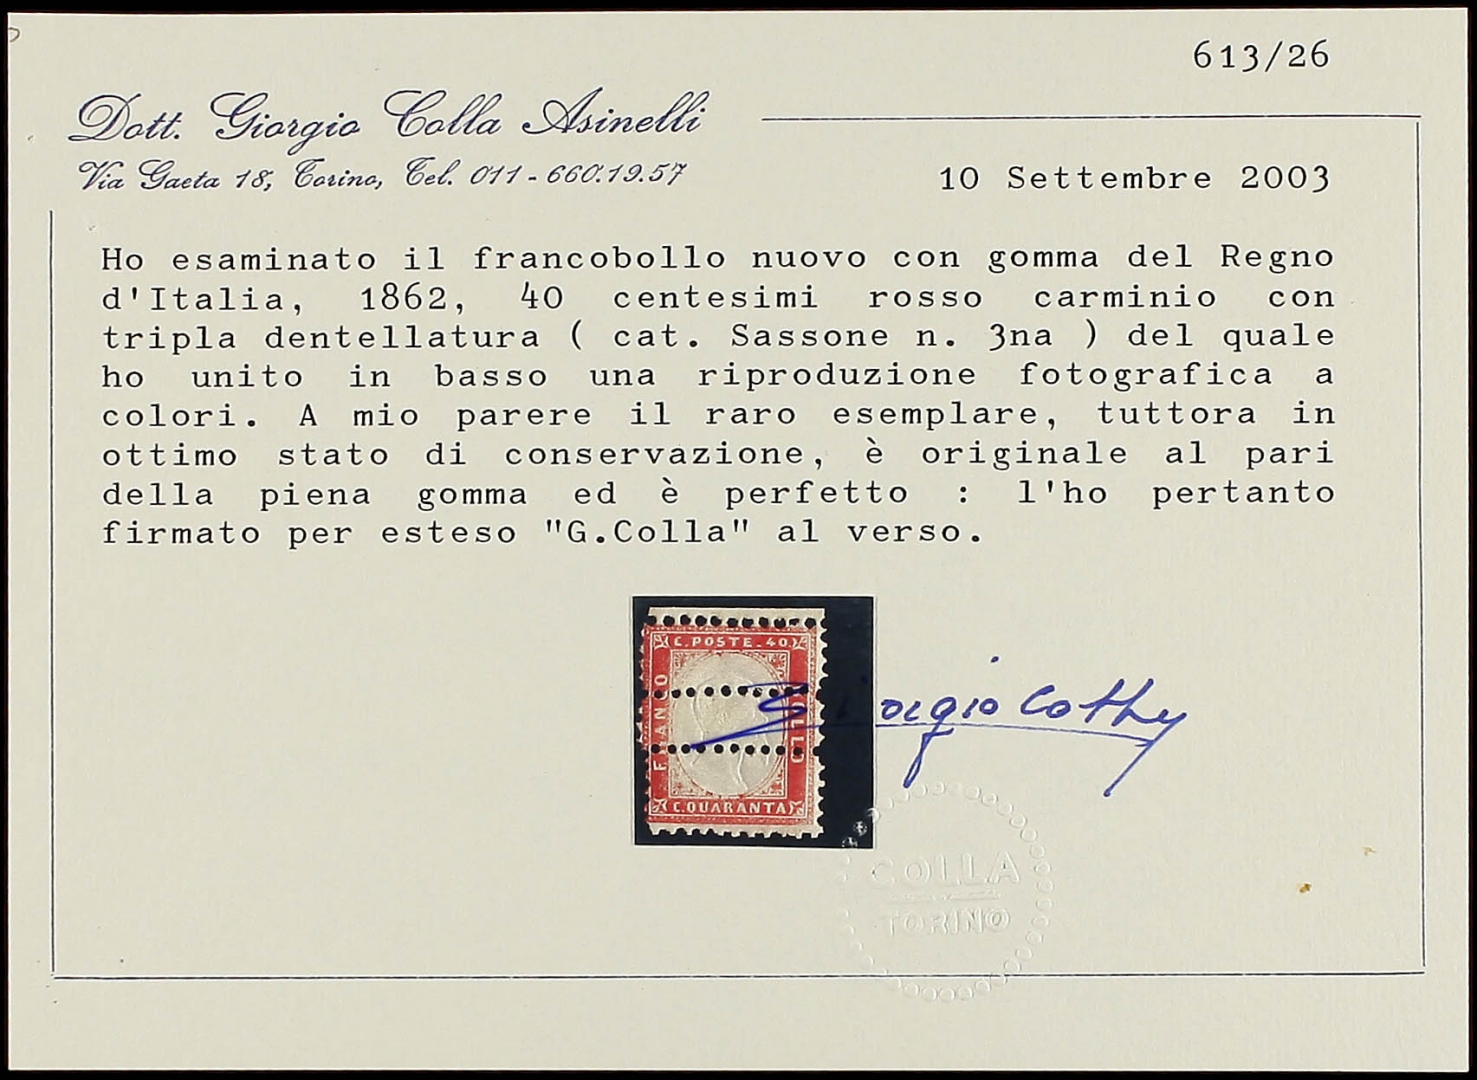 613/26
Dott. Giorgio Colla Asinelli
Via Gaeta 18, Torino, Tel. 011-660.19.57
10 Settembre 2003
Ho esaminato il francobollo nuovo con gomma del Regno
d'Italia, 1862, 40 centesimi rosso carminio con
tripla dentellatura ( cat. Sassone n. 3na ) del quale
ho unito in basso una riproduzione fotografica a
colori. A mio parere il raro esemplare, tuttora in
ottimo stato di conservazione, è originale al pari
della piena gomma ed è perfetto : l'ho pertanto
firmato per esteso "G.Colla" al verso.
C. POSTE. 40.
FRANCO
C. QUARANTA
COLLA
TORINO